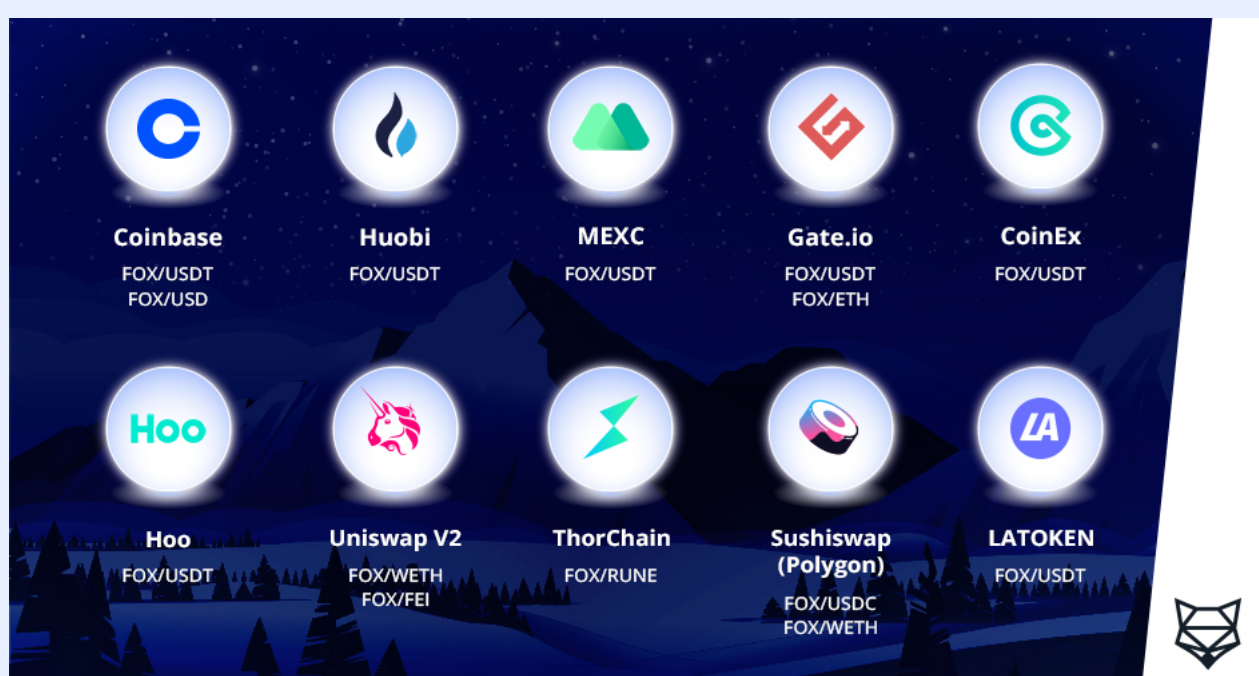 Coinbase
FOX/USDT
FOX/USD
Huobi
FOX/USDT
MEXC
FOX/USDT
Gate.io
FOX/USDT
FOX/ETH
CoinEx
FOX/USDT
Hoo
Hoo
FOX/USDT
Uniswap V2
FOX/WETH
FOX/FEI
ThorChain
FOX/RUNE
Sushiswap
(Polygon)
FOX/USDC
FOX/WETH
LA
LATOKEN
FOX/USDT